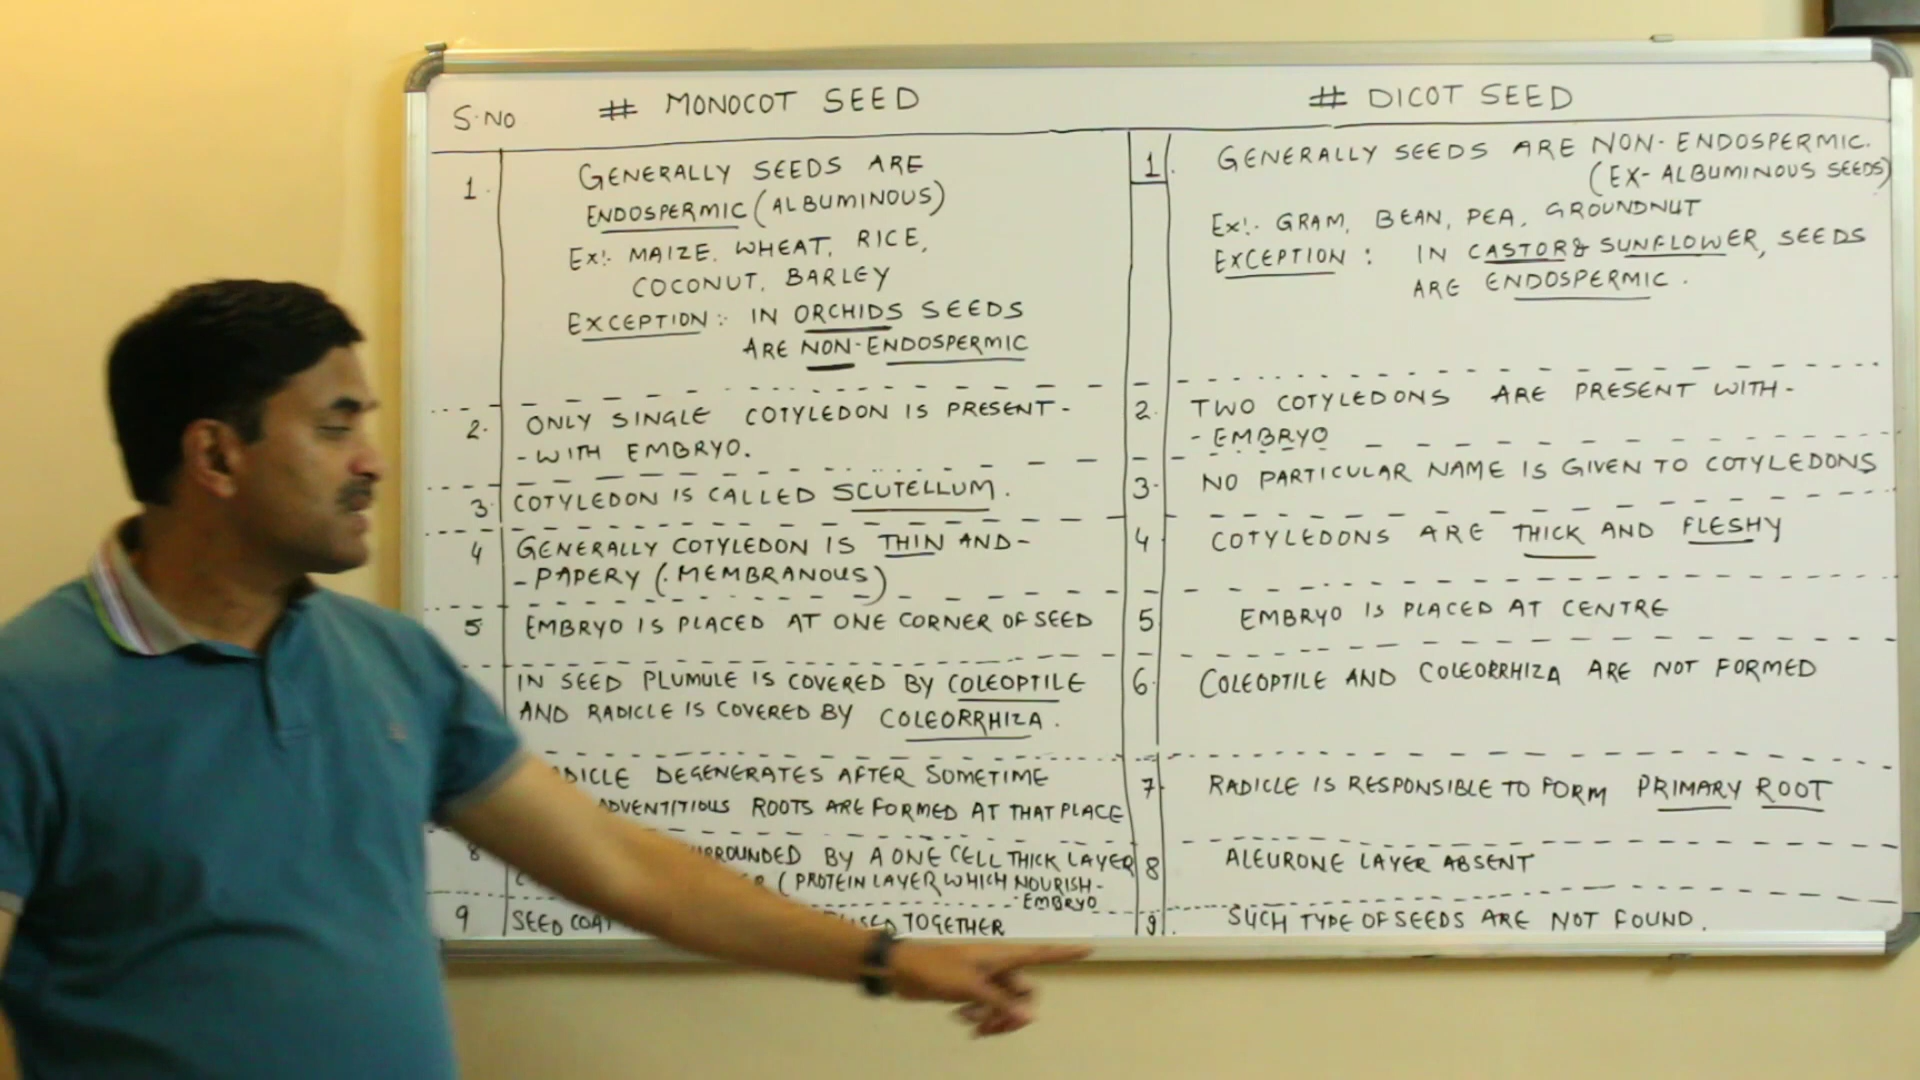 S.NO # MONOCOT SEED # DICOT SEED
1. GENERALLY SEEDS ARE
ENDOSPERMIC (ALBUMINOUS)
Ex:. MAIZE, WHEAT, RICE,
COCONUT, BARLEY
EXCEPTION :- IN ORCHIDS SEEDS
ARE NON-ENDOSPERMIC
2. ONLY SINGLE COTYLEDON IS PRESENT -
- WITH EMBRYO.
3. COTYLEDON IS CALLED SCUTELLUM.
4 GENERALLY COTYLEDON IS THIN AND -
- PAPERY (MEMBRANOUS)
5 EMBRYO IS PLACED AT ONE CORNER OF SEED
IN SEED PLUMULE IS COVERED BY COLEOPTILE
AND RADICLE IS COVERED BY COLEORRHIZA.
DEGENERATES AFTER SOMETIME
ADVENTITIOUS ROOTS ARE FORMED AT THAT PLACE
8 BY A ONE CELL THICK LAYER
(PROTEIN LAYER WHICH NOURISH -
- EMBRYO
9 SEED TOGETHER
1. GENERALLY SEEDS ARE NON-ENDOSPERMIC.
(EX-ALBUMINOUS SEEDS)
Ex:. GRAM, BEAN, PEA, GROUNDNUT
EXCEPTION : IN CASTOR & SUNFLOWER, SEEDS
ARE ENDOSPERMIC.
2. TWO COTYLEDONS ARE PRESENT WITH -
- EMBRYO
3. NO PARTICULAR NAME IS GIVEN TO COTYLEDONS
4 COTYLEDONS ARE THICK AND FLESHY
5 EMBRYO IS PLACED AT CENTRE
6. COLEOPTILE AND COLEORRHIZA ARE NOT FORMED
7 RADICLE IS RESPONSIBLE TO FORM PRIMARY ROOT
8 ALEURONE LAYER ABSENT
9. SUCH TYPE OF SEEDS ARE NOT FOUND.